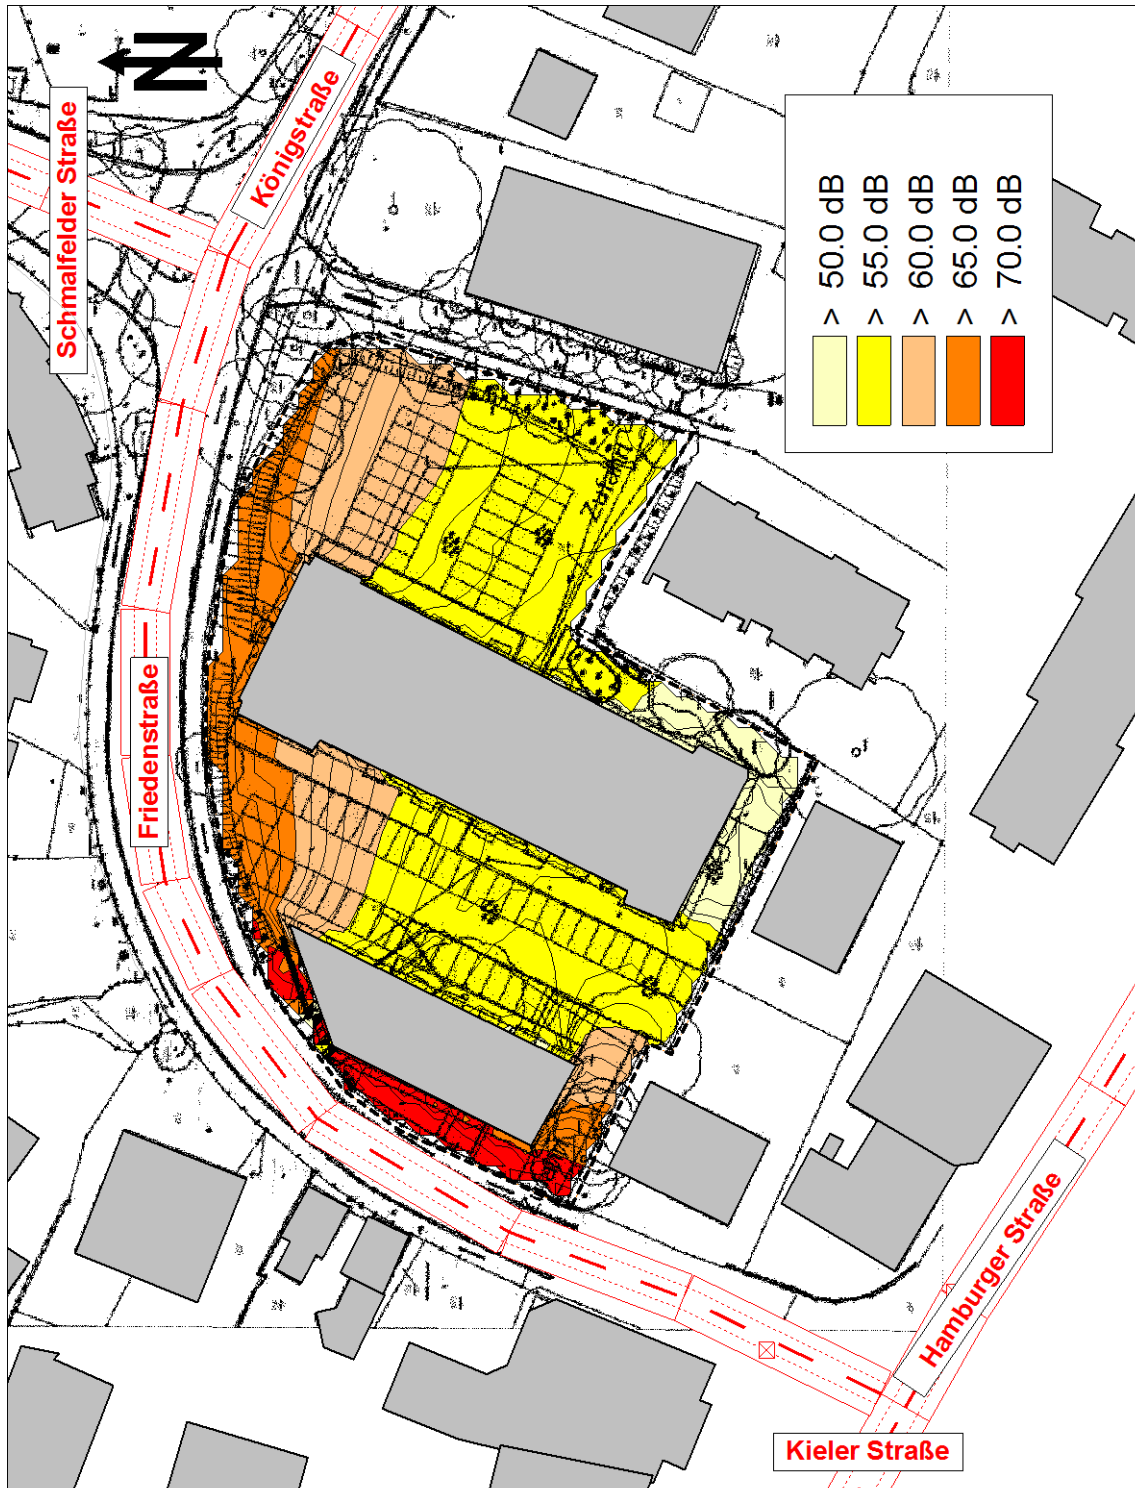 N
Schmalfelder Straße
Königstraße
> 50.0 dB
> 55.0 dB
> 60.0 dB
> 65.0 dB
> 70.0 dB
Zufahrt
Friedenstraße
Hamburger Straße
Kieler Straße